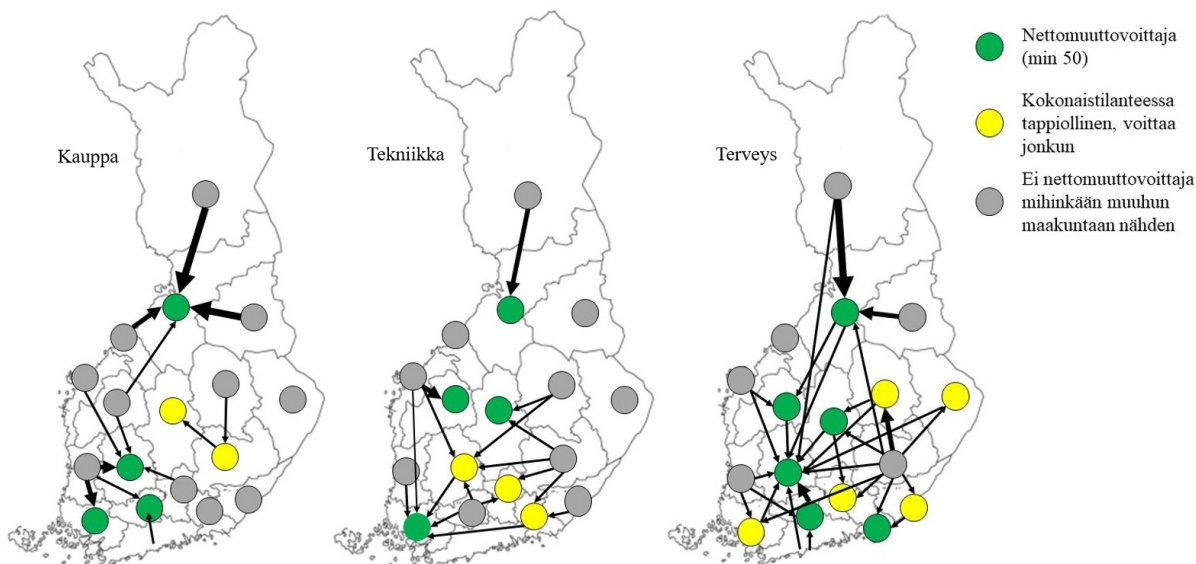 Kauppa
Tekniikka
Terveys
Nettomuuttovoittaja
(min 50)
Kokonaistilanteessa
tappiollinen, voittaa
jonkun
Ei nettomuuttovoittaja
mihinkään muuhun
maakuntaan nähden